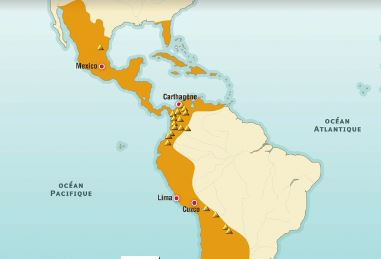 Mexico
Carthagène
OCÉAN
ATLANTIQUE
OCÉAN
PACIFIQUE
Lima
Cuzco